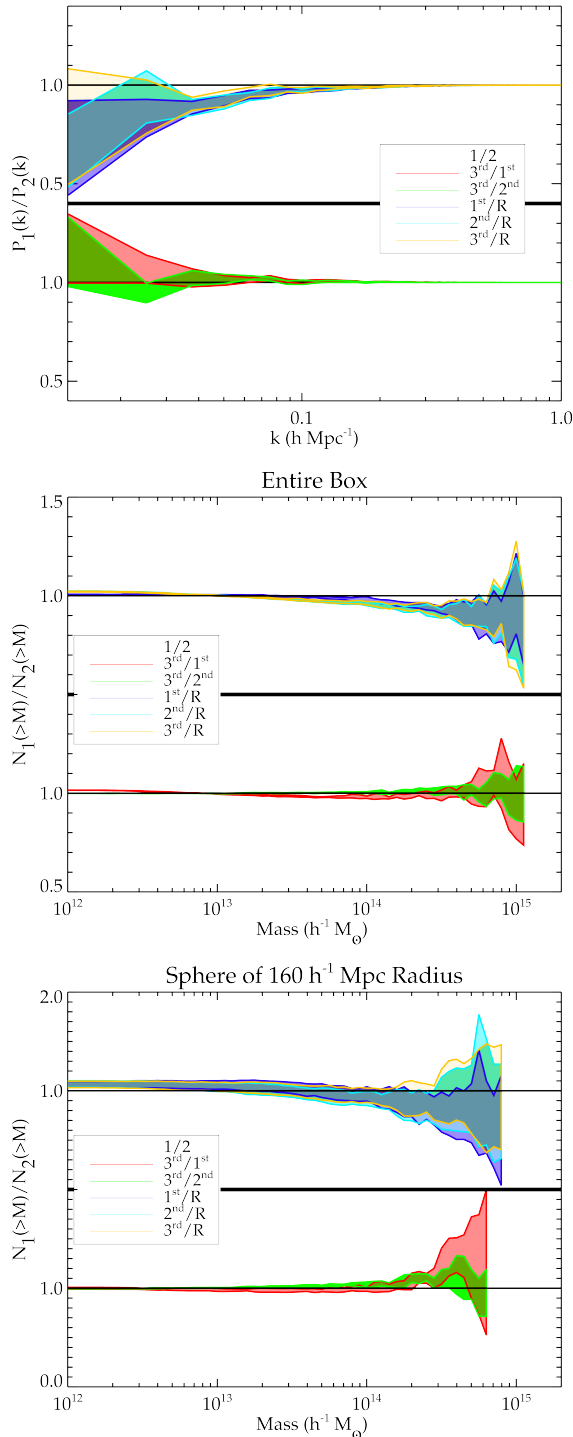 1.0
0.5
1.0
0.5
P₁(k)/P₂(k)
1/2
3ʳᵈ/1ˢᵗ
3ʳᵈ/2ⁿᵈ
1ˢᵗ/R
2ⁿᵈ/R
3ʳᵈ/R
0.1
1.0
k (h Mpc⁻¹)
Entire Box
1.5
1.0
1.0
0.5
N₁(>M)/N₂(>M)
1/2
3ʳᵈ/1ˢᵗ
3ʳᵈ/2ⁿᵈ
1ˢᵗ/R
2ⁿᵈ/R
3ʳᵈ/R
10¹²
10¹³
10¹⁴
10¹⁵
Mass (h⁻¹ M⊙)
Sphere of 160 h⁻¹ Mpc Radius
2.0
1.0
1.0
0.0
N₁(>M)/N₂(>M)
1/2
3ʳᵈ/1ˢᵗ
3ʳᵈ/2ⁿᵈ
1ˢᵗ/R
2ⁿᵈ/R
3ʳᵈ/R
10¹²
10¹³
10¹⁴
10¹⁵
Mass (h⁻¹ M⊙)